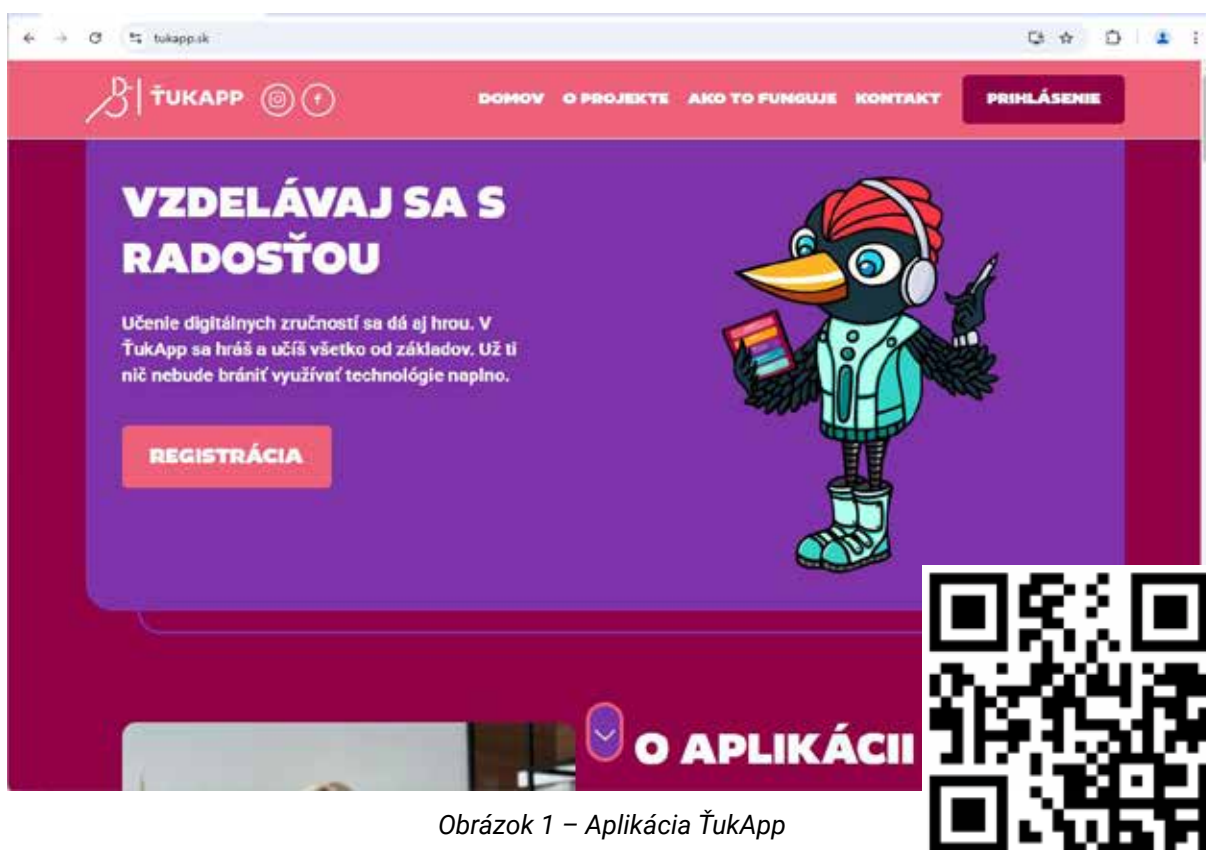 tukapp.sk
ŤUKAPP
DOMOV O PROJEKTE AKO TO FUNGUJE KONTAKT PRIHLÁSENIE
VZDELÁVAJ SA S
RADOSŤOU
Učenie digitálnych zručností sa dá aj hrou. V
ŤukApp sa hráš a učíš všetko od základov. Už ti
nič nebude brániť využívať technológie naplno.
REGISTRÁCIA
O APLIKÁCII
Obrázok 1 – Aplikácia ŤukApp